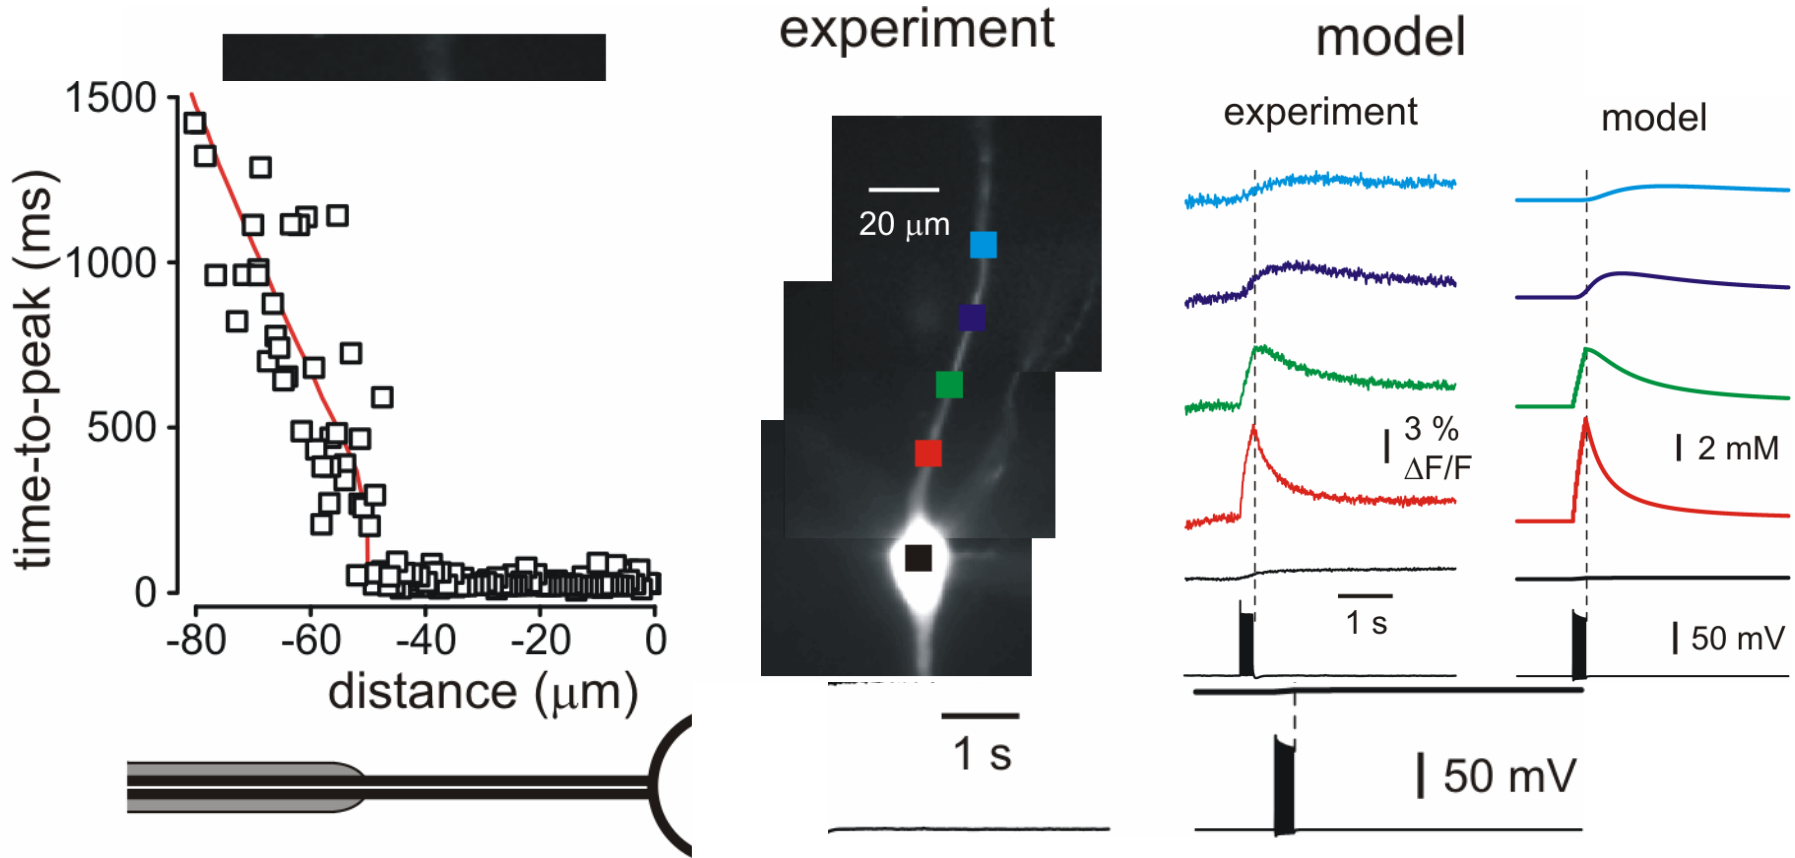 experiment
model
1500
1000
500
0
time-to-peak (ms)
-80 -60 -40 -20 0
distance (μm)
20 μm
1 s
experiment
model
3 %
ΔF/F
2 mM
1 s
50 mV
50 mV